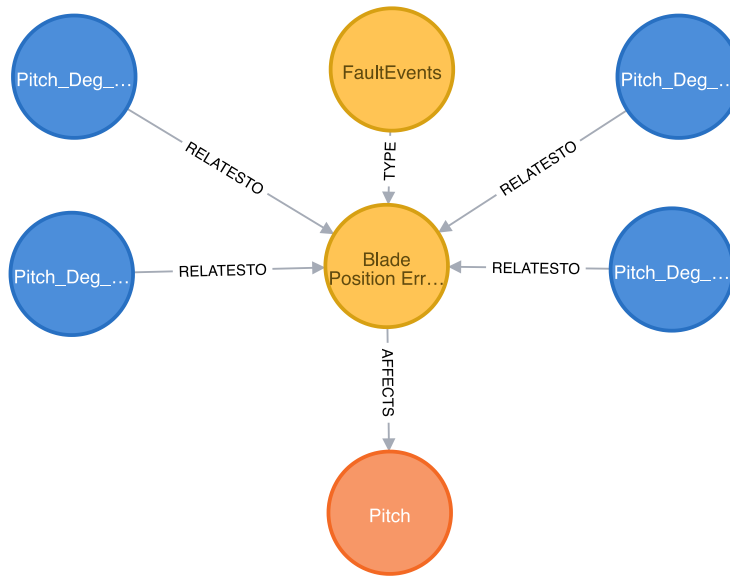 Pitch_Deg_...
FaultEvents
Pitch_Deg_...
RELATESTO
TYPE
RELATESTO
Pitch_Deg_...
RELATESTO
Blade
Position Err...
RELATESTO
Pitch_Deg_...
AFFECTS
Pitch